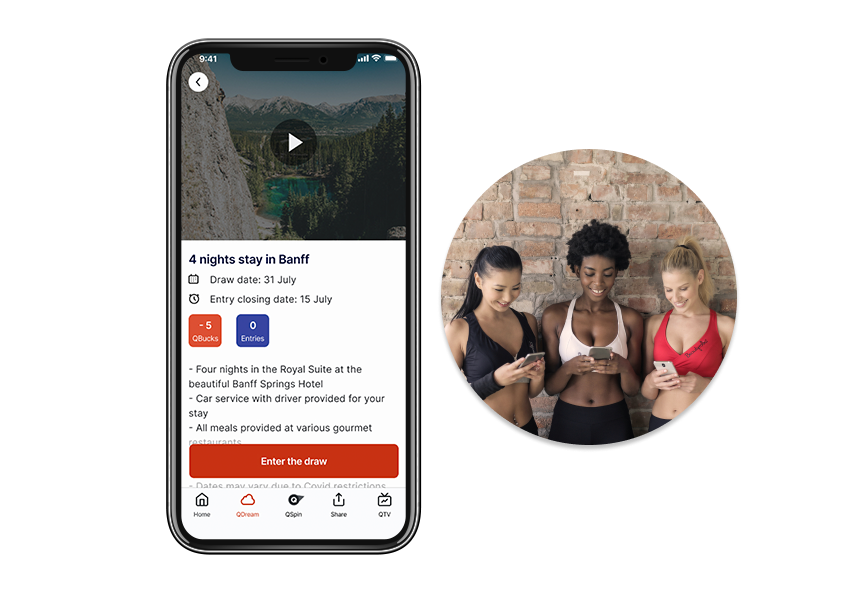 9:41
4 nights stay in Banff
Draw date: 31 July
Entry closing date: 15 July
- 5
QBucks
0
Entries
- Four nights in the Royal Suite at the
beautiful Banff Springs Hotel
- Car service with driver provided for your
stay
- All meals provided at various gourmet
restaurants
Enter the draw
- Dates may vary due to Covid restrictions
Home
QDream
QSpin
Share
QTV